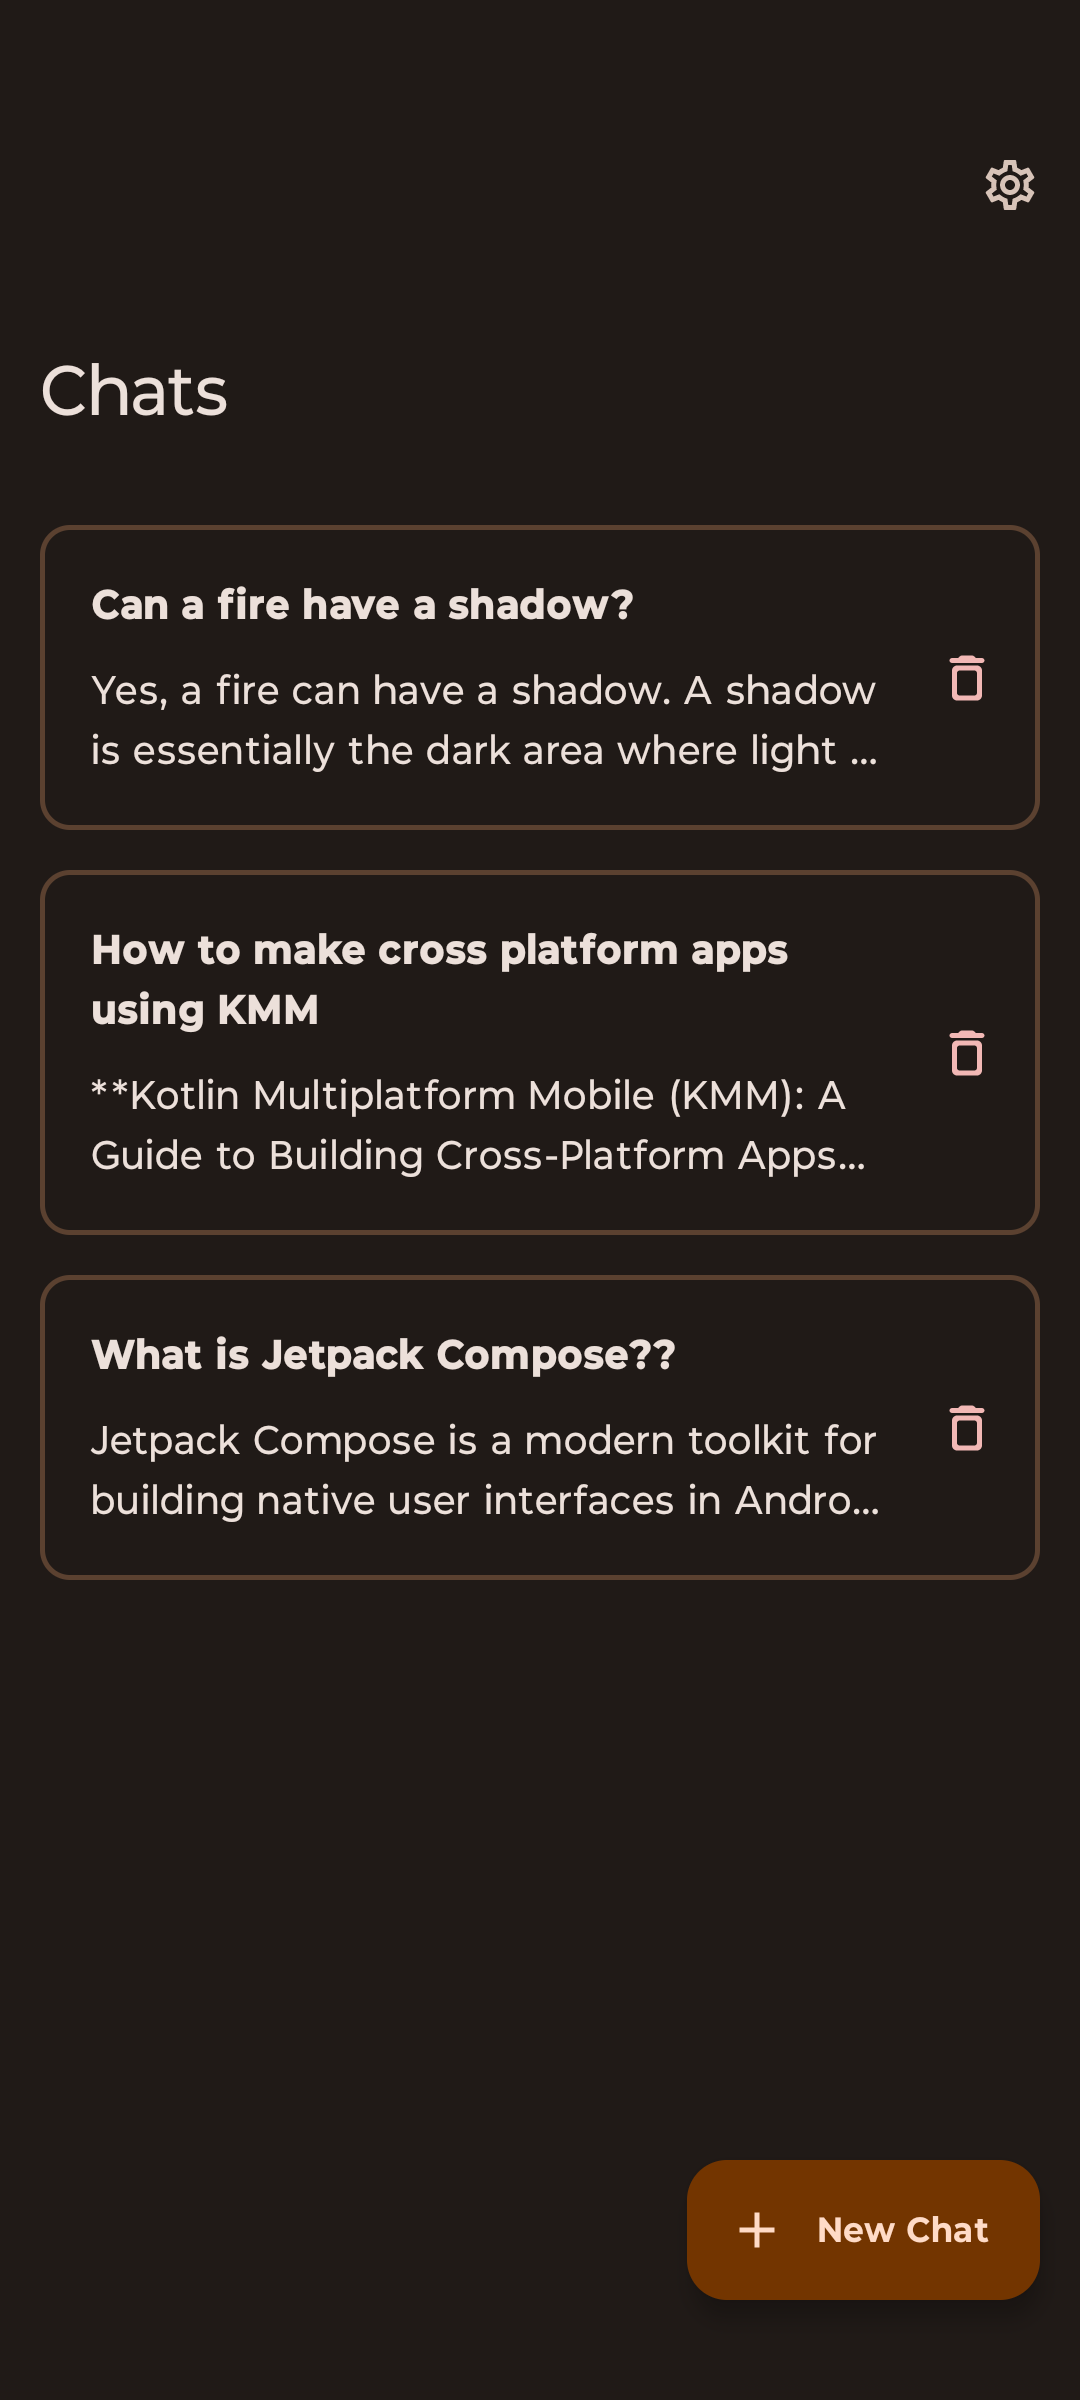 Chats
Can a fire have a shadow?
Yes, a fire can have a shadow. A shadow
is essentially the dark area where light ...
How to make cross platform apps
using KMM
**Kotlin Multiplatform Mobile (KMM): A
Guide to Building Cross-Platform Apps...
What is Jetpack Compose??
Jetpack Compose is a modern toolkit for
building native user interfaces in Andro...
New Chat